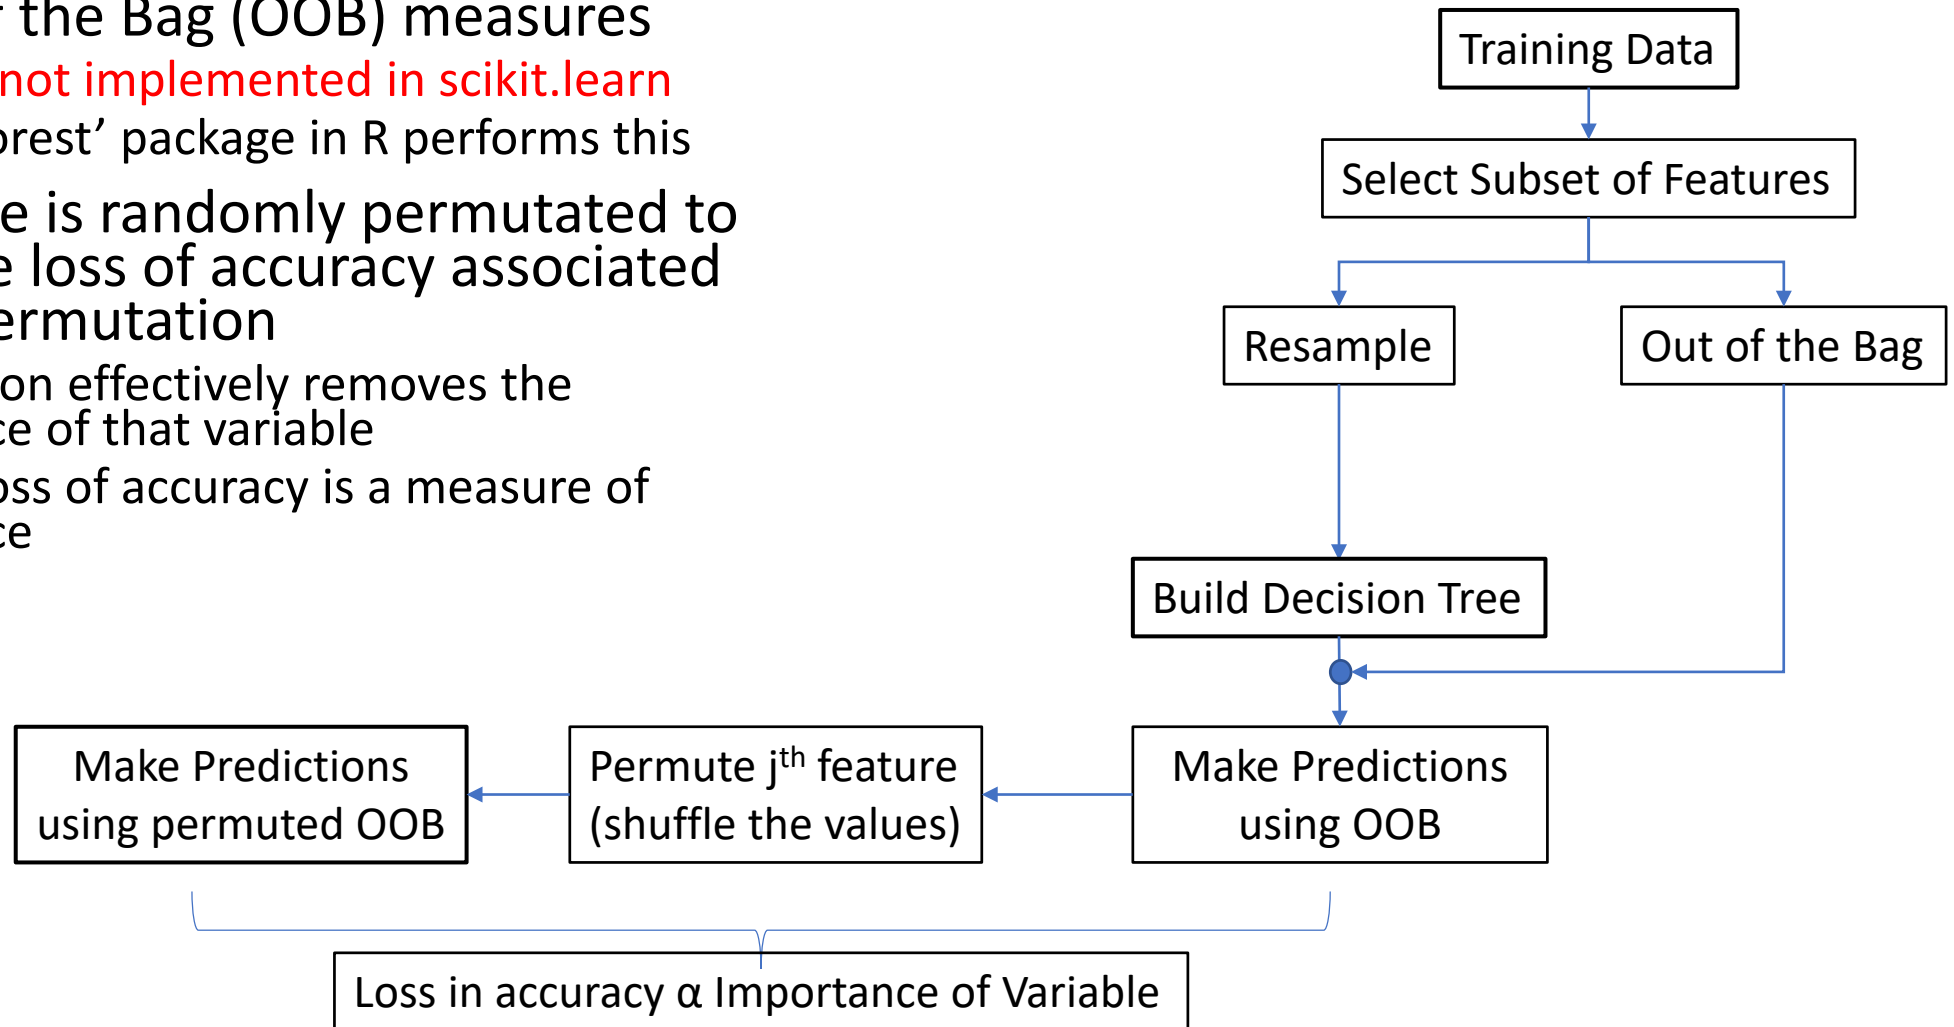 r the Bag (OOB) measures
not implemented in scikit.learn
orest’ package in R performs this
e is randomly permutated to
e loss of accuracy associated
ermutation
on effectively removes the
ce of that variable
oss of accuracy is a measure of
ce
Training Data
Select Subset of Features
Resample
Out of the Bag
Build Decision Tree
Make Predictions
using permuted OOB
Permute jth feature
(shuffle the values)
Make Predictions
using OOB
Loss in accuracy α Importance of Variable